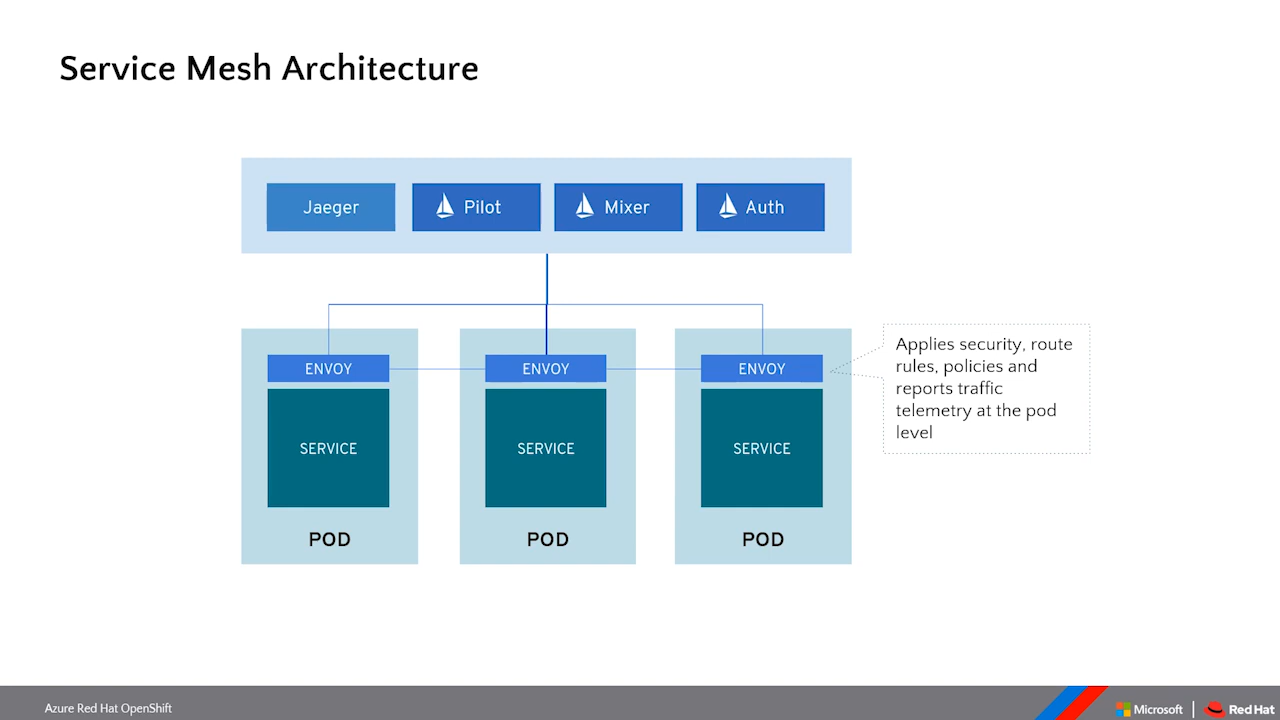 Service Mesh Architecture
Jaeger
Pilot
Mixer
Auth
ENVOY
ENVOY
ENVOY
SERVICE
SERVICE
SERVICE
POD
POD
POD
Applies security, route
rules, policies and
reports traffic
telemetry at the pod
level
Azure Red Hat OpenShift
Microsoft
Red Hat